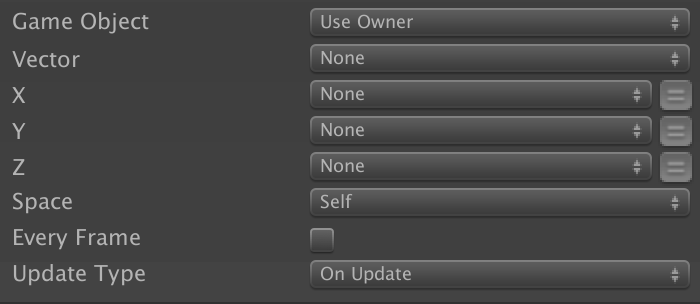 Game Object Use Owner
Vector None
X None
Y None
Z None
Space Self
Every Frame
Update Type On Update